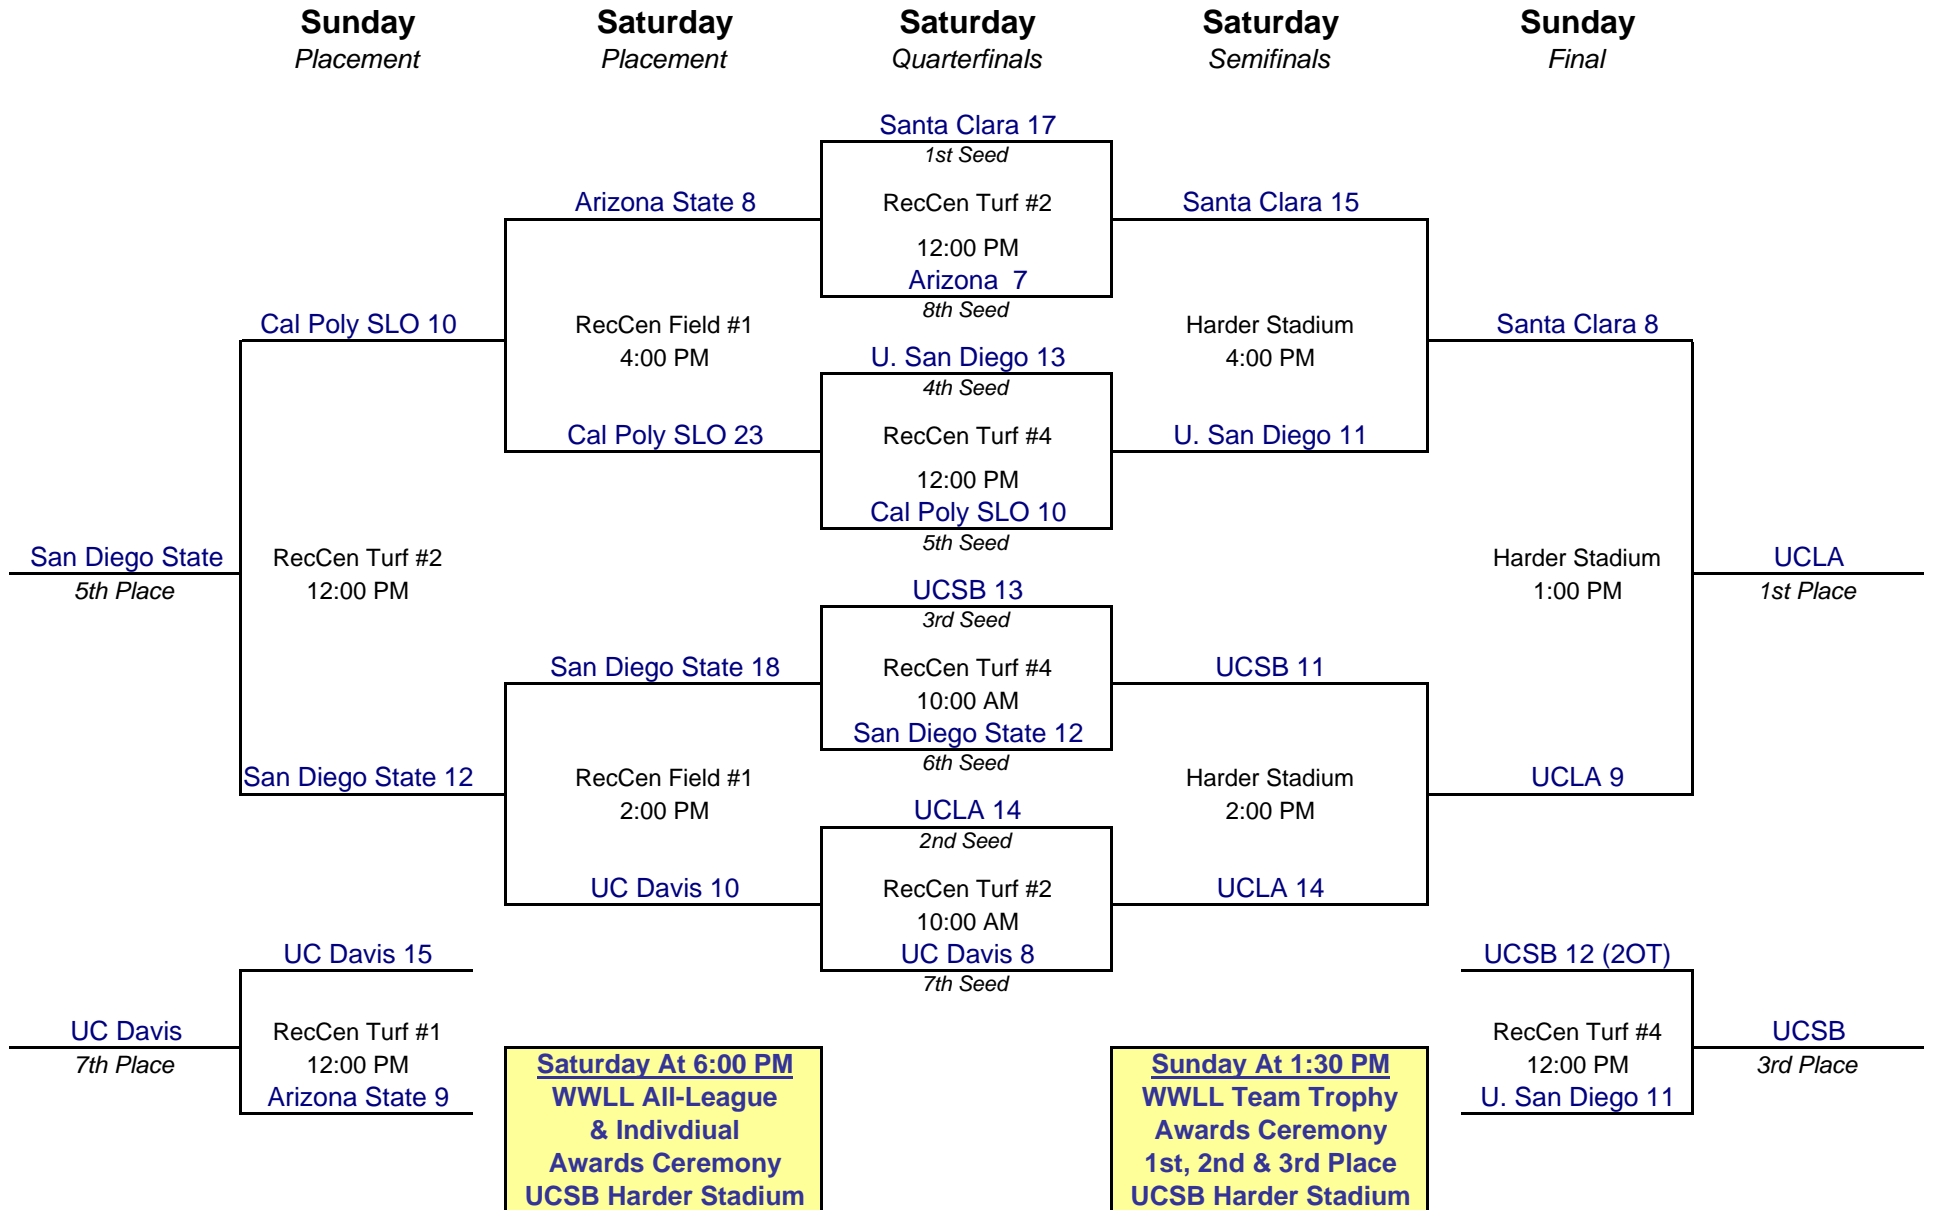 Sunday
Placement
Saturday
Placement
Saturday
Quarterfinals
Saturday
Semifinals
Sunday
Final
Santa Clara 17
1st Seed
RecCen Turf #2
12:00 PM
Arizona  7
8th Seed
U. San Diego 13
4th Seed
RecCen Turf #4
12:00 PM
Cal Poly SLO 10
5th Seed
UCSB 13
3rd Seed
RecCen Turf #4
10:00 AM
San Diego State 12
6th Seed
UCLA 14
2nd Seed
RecCen Turf #2
10:00 AM
UC Davis 8
7th Seed
Arizona State 8
RecCen Field #1
4:00 PM
Cal Poly SLO 23
San Diego State 18
RecCen Field #1
2:00 PM
UC Davis 10
Cal Poly SLO 10
RecCen Turf #2
12:00 PM
San Diego State 12
San Diego State
5th Place
UC Davis 15
RecCen Turf #1
12:00 PM
Arizona State 9
UC Davis
7th Place
Santa Clara 15
Harder Stadium
4:00 PM
U. San Diego 11
UCSB 11
Harder Stadium
2:00 PM
UCLA 14
Santa Clara 8
Harder Stadium
1:00 PM
UCLA 9
UCLA
1st Place
UCSB 12 (2OT)
RecCen Turf #4
12:00 PM
U. San Diego 11
UCSB
3rd Place
Saturday At 6:00 PM
WWLL All-League
& Indivdiual
Awards Ceremony
UCSB Harder Stadium
Sunday At 1:30 PM
WWLL Team Trophy
Awards Ceremony
1st, 2nd & 3rd Place
UCSB Harder Stadium